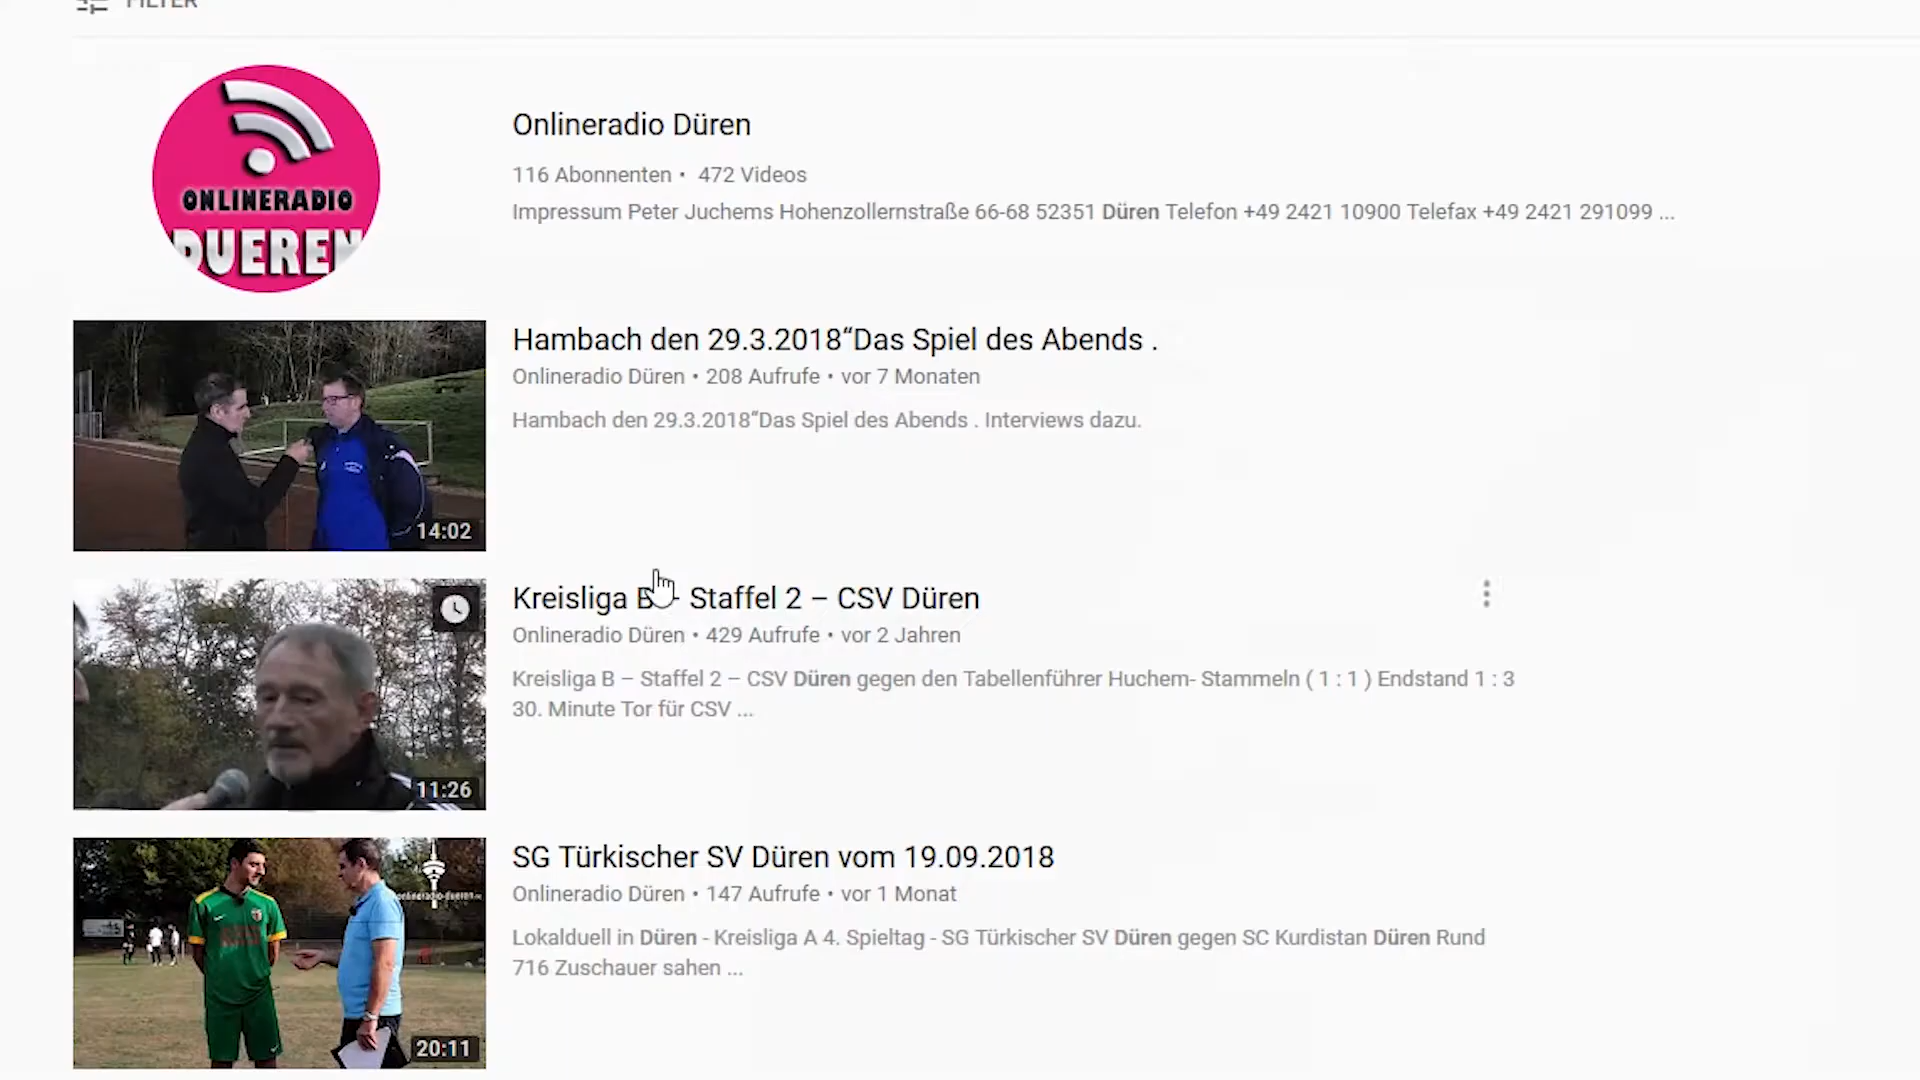 FILTER
ONLINERADIO
DUEREN
Onlineradio Düren
116 Abonnenten • 472 Videos
Impressum Peter Juchems Hohenzollernstraße 66-68 52351 Düren Telefon +49 2421 10900 Telefax +49 2421 291099 ...
Hambach den 29.3.2018“Das Spiel des Abends .
Onlineradio Düren • 208 Aufrufe • vor 7 Monaten
Hambach den 29.3.2018“Das Spiel des Abends . Interviews dazu.
14:02
Kreisliga B – Staffel 2 – CSV Düren
Onlineradio Düren • 429 Aufrufe • vor 2 Jahren
Kreisliga B – Staffel 2 – CSV Düren gegen den Tabellenführer Huchem- Stammeln ( 1 : 1 ) Endstand 1 : 3
30. Minute Tor für CSV ...
11:26
SG Türkischer SV Düren vom 19.09.2018
Onlineradio Düren • 147 Aufrufe • vor 1 Monat
onlineradio-dueren.
Lokalduell in Düren - Kreisliga A 4. Spieltag - SG Türkischer SV Düren gegen SC Kurdistan Düren Rund
716 Zuschauer sahen ...
20:11